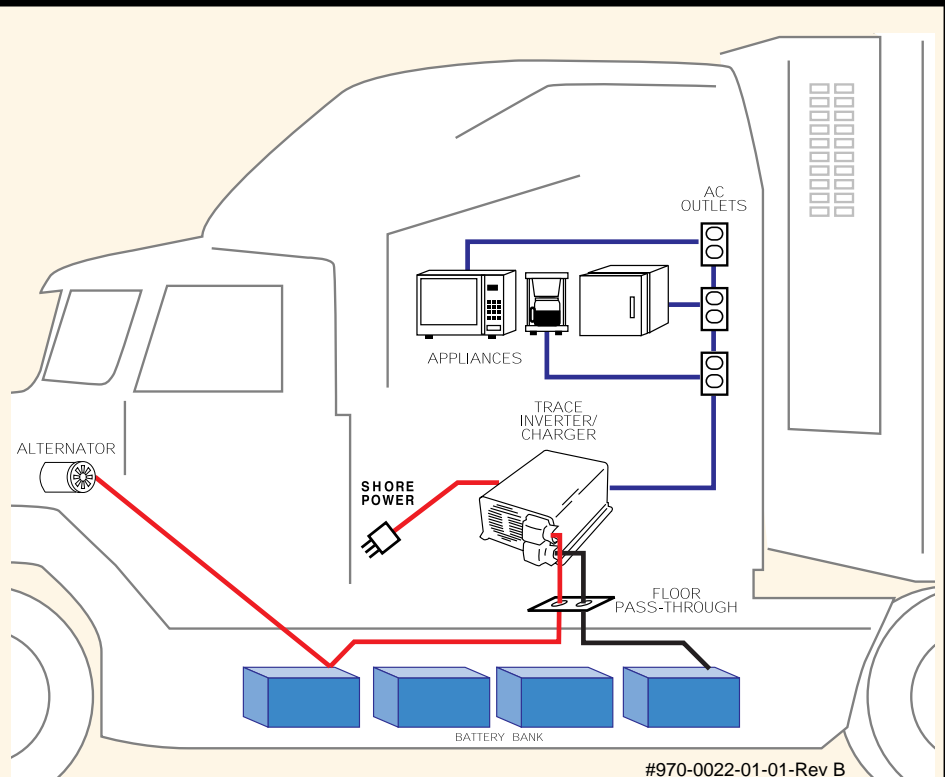 AC
OUTLETS
APPLIANCES
TRACE
INVERTER/
CHARGER
ALTERNATOR
SHORE
POWER
FLOOR
PASS-THROUGH
BATTERY BANK
#970-0022-01-01-Rev B